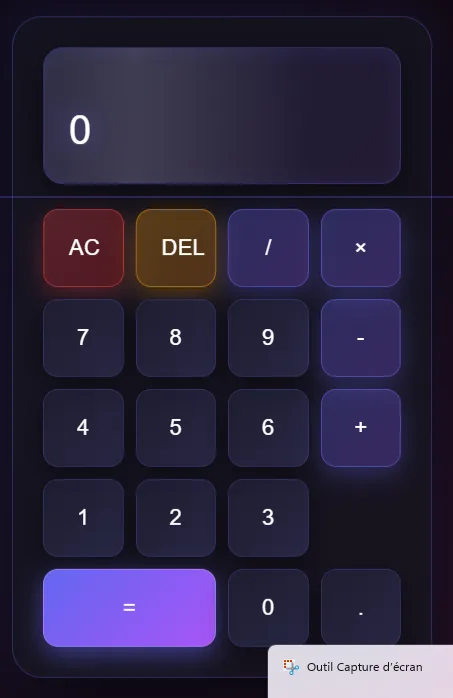 0
AC DEL / ×
7 8 9 -
4 5 6 +
1 2 3
= 0 .
Outil Capture d'écran